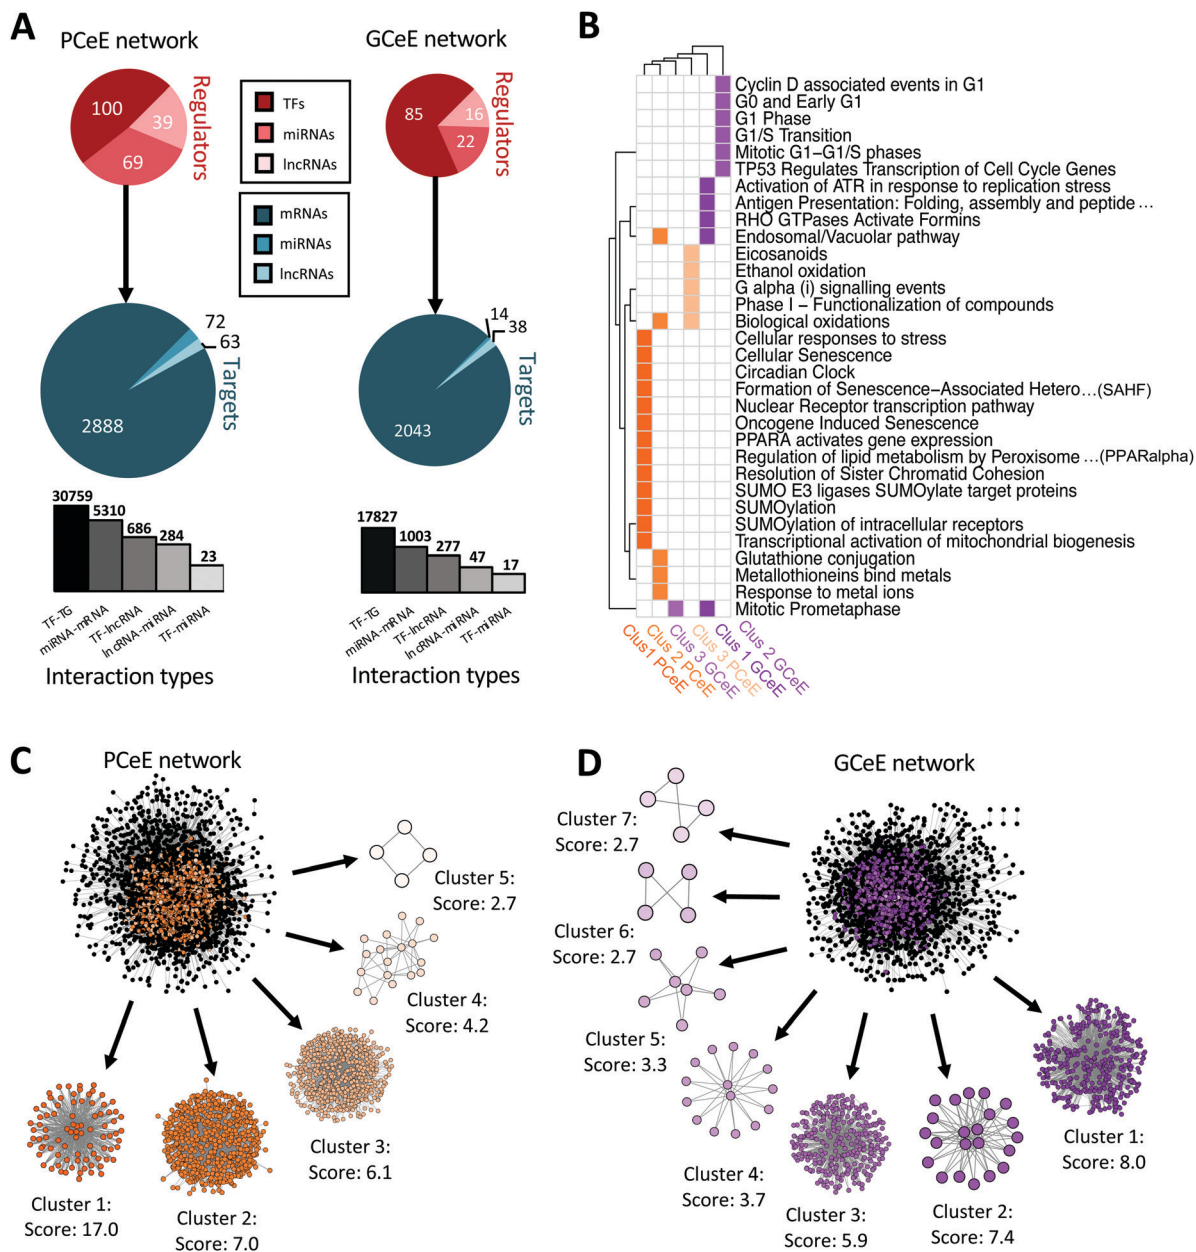 A
PCeE network
GCeE network
100
39
69
Regulators
TFs
miRNAs
lncRNAs
85
16
22
Regulators
mRNAs
miRNAs
lncRNAs
72
63
2888
Targets
14
38
2043
Targets
30759
5310
686
284
23
TF-TG
miRNA-mRNA
TF-lncRNA
lncRNA-miRNA
TF-miRNA
Interaction types
17827
1003
277
47
17
TF-TG
miRNA-mRNA
TF-lncRNA
lncRNA-miRNA
TF-miRNA
Interaction types
B
Cyclin D associated events in G1
G0 and Early G1
G1 Phase
G1/S Transition
Mitotic G1−G1/S phases
TP53 Regulates Transcription of Cell Cycle Genes
Activation of ATR in response to replication stress
Antigen Presentation: Folding, assembly and peptide ...
RHO GTPases Activate Formins
Endosomal/Vacuolar pathway
Eicosanoids
Ethanol oxidation
G alpha (i) signalling events
Phase I − Functionalization of compounds
Biological oxidations
Cellular responses to stress
Cellular Senescence
Circadian Clock
Formation of Senescence−Associated Hetero...(SAHF)
Nuclear Receptor transcription pathway
Oncogene Induced Senescence
PPARA activates gene expression
Regulation of lipid metabolism by Peroxisome ...(PPARalpha)
Resolution of Sister Chromatid Cohesion
SUMO E3 ligases SUMOylate target proteins
SUMOylation
SUMOylation of intracellular receptors
Transcriptional activation of mitochondrial biogenesis
Glutathione conjugation
Metallothioneins bind metals
Response to metal ions
Mitotic Prometaphase
Clus1 PCeE
Clus 2 PCeE
Clus 3 GCeE
Clus 3 PCeE
Clus 1 GCeE
Clus 2 GCeE
C
PCeE network
Cluster 5:
Score: 2.7
Cluster 4:
Score: 4.2
Cluster 3:
Score: 6.1
Cluster 1:
Score: 17.0
Cluster 2:
Score: 7.0
D
GCeE network
Cluster 7:
Score: 2.7
Cluster 6:
Score: 2.7
Cluster 5:
Score: 3.3
Cluster 4:
Score: 3.7
Cluster 3:
Score: 5.9
Cluster 2:
Score: 7.4
Cluster 1:
Score: 8.0